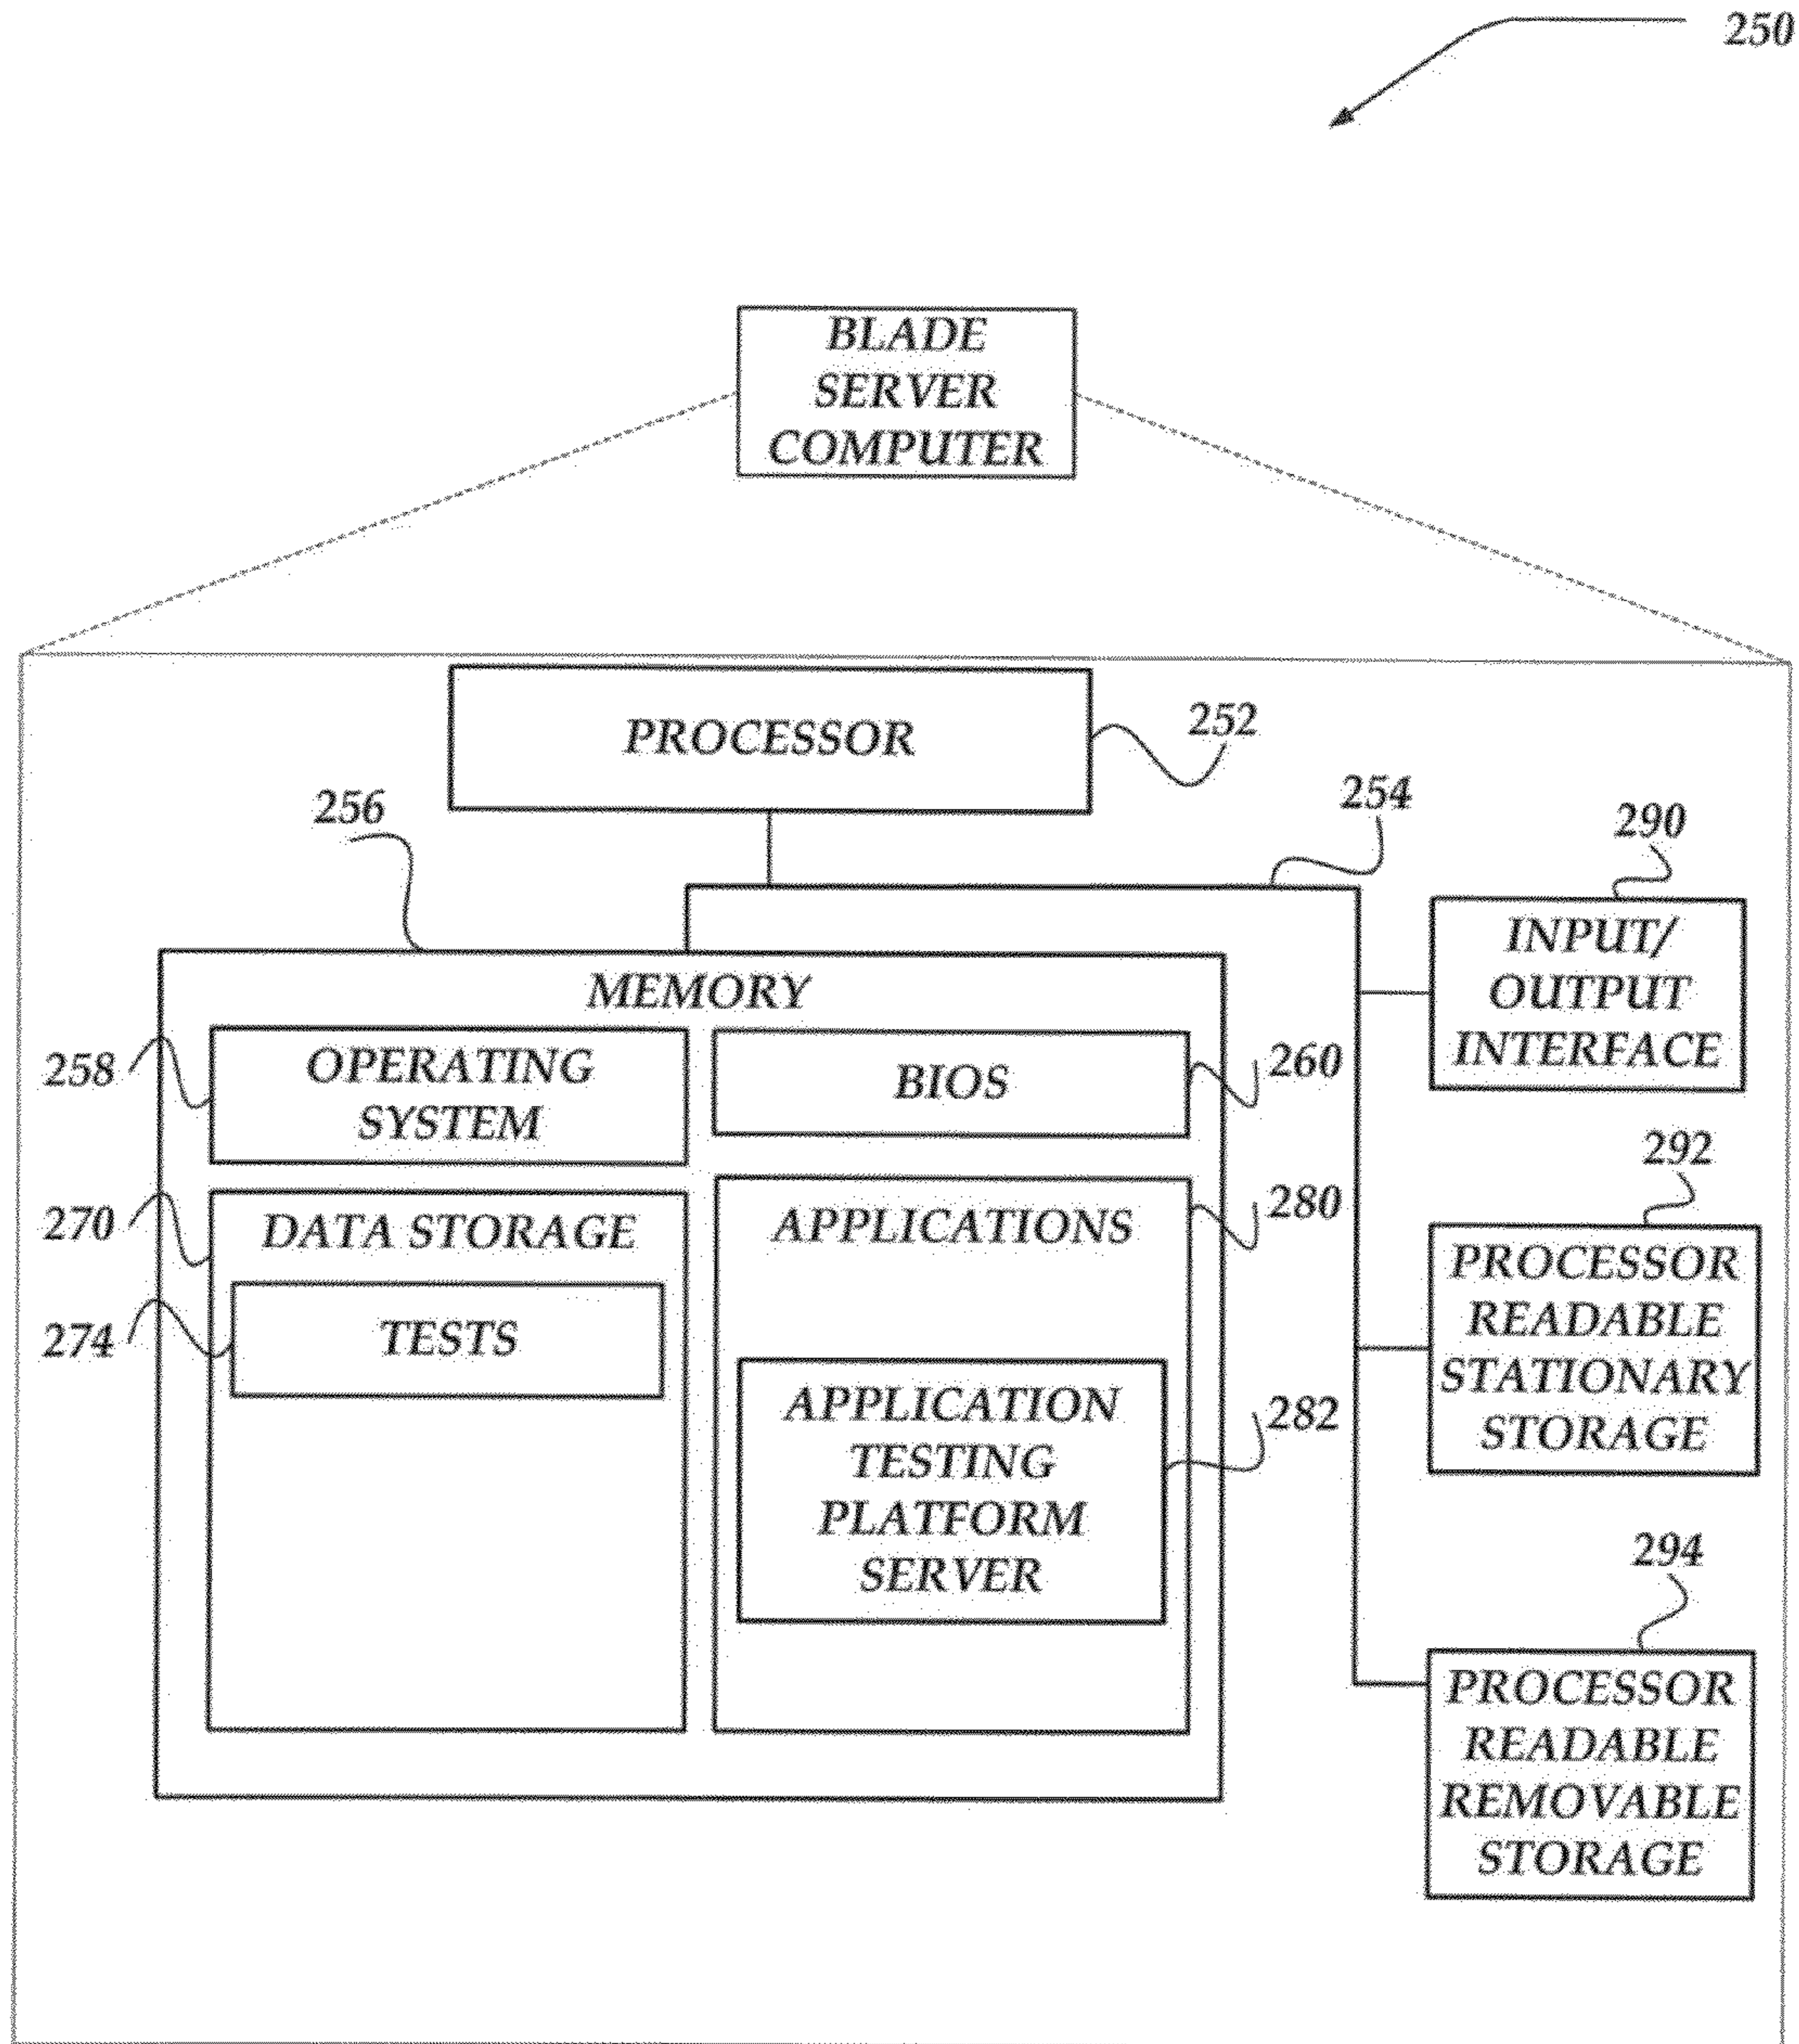 250
BLADE
SERVER
COMPUTER
PROCESSOR
252
256
254
290
INPUT/
OUTPUT
INTERFACE
MEMORY
258
OPERATING
SYSTEM
BIOS
260
292
270
DATA STORAGE
APPLICATIONS
280
PROCESSOR
READABLE
STATIONARY
STORAGE
274
TESTS
APPLICATION
TESTING
PLATFORM
SERVER
282
294
PROCESSOR
READABLE
REMOVABLE
STORAGE